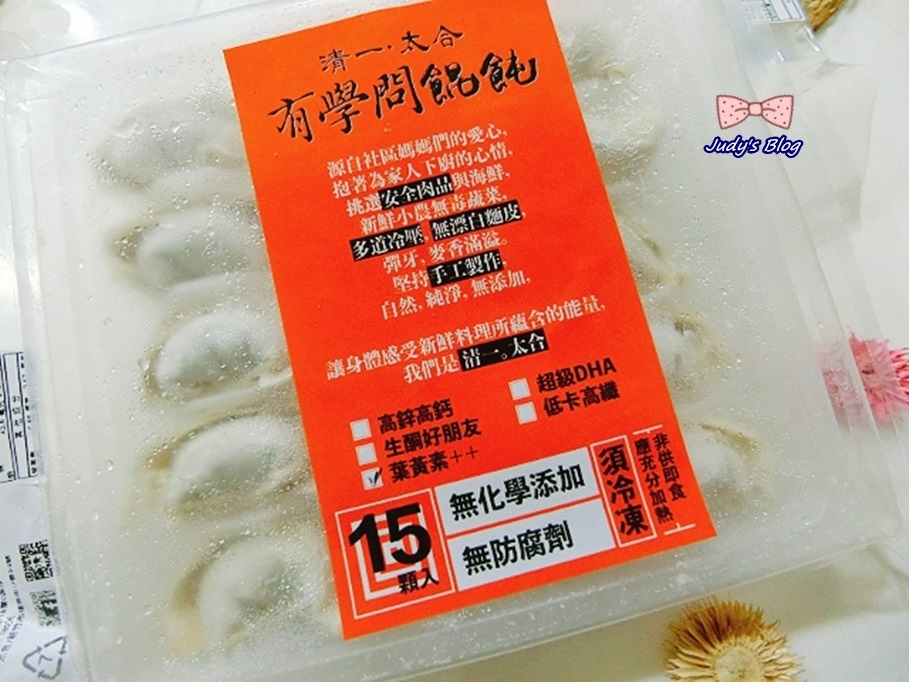 清一·太合
有學問餛飩
源自社區媽媽們的愛心,
抱著為家人下廚的心情,
挑選安全肉品與海鮮,
新鮮小農無毒蔬菜,
多道冷壓,無漂白麵皮,
彈牙,麥香滿溢。
堅持手工製作,
自然,純淨,無添加,
讓身體感受新鮮料理所蘊含的能量,
我們是清一。太合
高鋅高鈣
超級DHA
生酮好朋友
低卡高纖
葉黃素++
15
顆入
無化學添加
無防腐劑
須冷凍
非供即食
應充分加熱
Judy's Blog